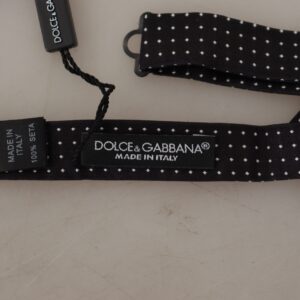 DOLCE & GABBANA
MADE IN
ITALY
100% SETA
DOLCE&GABBANA®
MADE IN ITALY